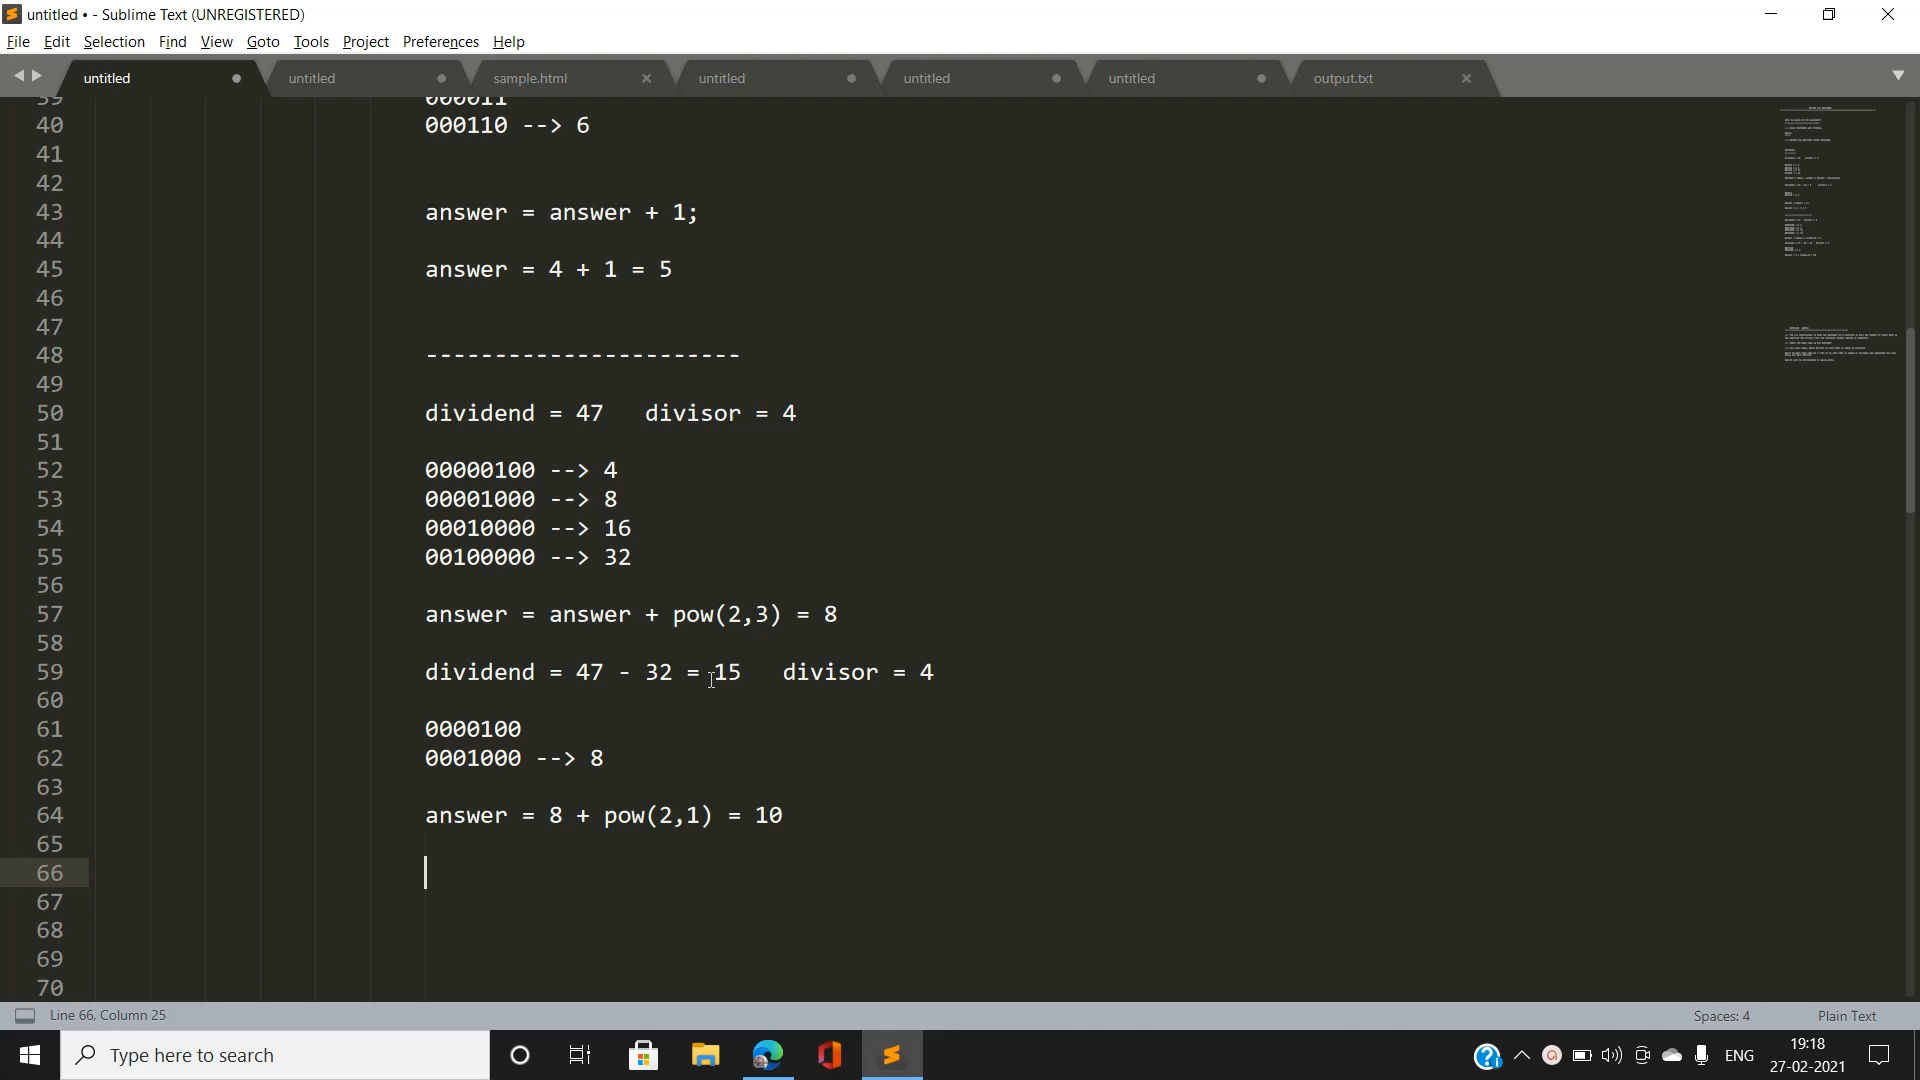 untitled • - Sublime Text (UNREGISTERED)
File Edit Selection Find View Goto Tools Project Preferences Help
untitled untitled sample.html untitled untitled untitled output.txt
39 000011
40 000110 --> 6
41
42
43 answer = answer + 1;
44
45 answer = 4 + 1 = 5
46
47
48 -----------------------
49
50 dividend = 47   divisor = 4
51
52 00000100 --> 4
53 00001000 --> 8
54 00010000 --> 16
55 00100000 --> 32
56
57 answer = answer + pow(2,3) = 8
58
59 dividend = 47 - 32 = 15   divisor = 4
60
61 0000100
62 0001000 --> 8
63
64 answer = 8 + pow(2,1) = 10
65
66
67
68
69
70
Line 66, Column 25 Spaces: 4 Plain Text
Type here to search ENG 19:18
27-02-2021